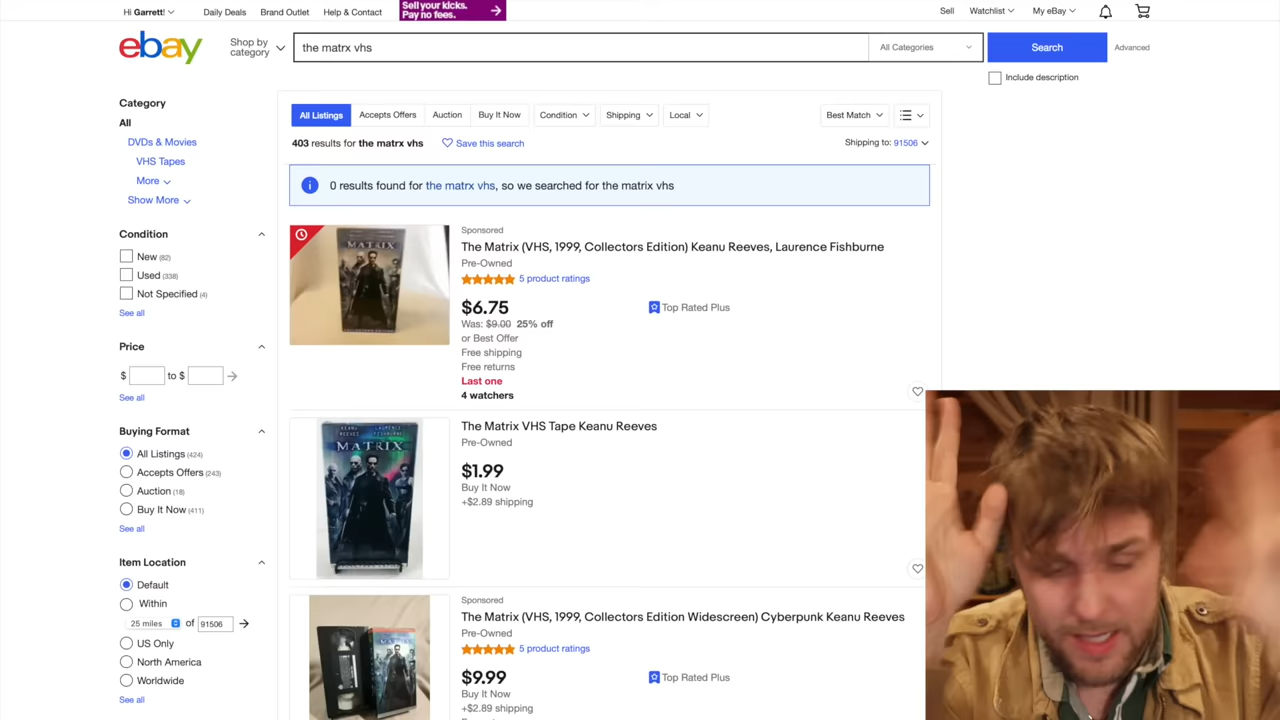 Hi Garrett!
Daily Deals
Brand Outlet
Help & Contact
Sell your kicks.
Pay no fees.
Sell
Watchlist
My eBay
ebay
Shop by
category
the matrx vhs
All Categories
Search
Advanced
Include description
Category
All
DVDs & Movies
VHS Tapes
More
Show More
Condition
New (82)
Used (338)
Not Specified (4)
See all
Price
$ to $
See all
Buying Format
All Listings (424)
Accepts Offers (243)
Auction (18)
Buy It Now (411)
See all
Item Location
Default
Within
25 miles of 91506
US Only
North America
Worldwide
See all
All Listings
Accepts Offers
Auction
Buy It Now
Condition
Shipping
Local
Best Match
403 results for the matrx vhs
Save this search
Shipping to: 91506
0 results found for the matrx vhs, so we searched for the matrix vhs
MATRIX
Sponsored
The Matrix (VHS, 1999, Collectors Edition) Keanu Reeves, Laurence Fishburne
Pre-Owned
5 product ratings
$6.75
Top Rated Plus
Was: $9.00 25% off
or Best Offer
Free shipping
Free returns
Last one
4 watchers
KEANU REEVES LAURENCE FISHBURNE
MATRIX
The Matrix VHS Tape Keanu Reeves
Pre-Owned
$1.99
Buy It Now
+$2.89 shipping
MATRIX
Sponsored
The Matrix (VHS, 1999, Collectors Edition Widescreen) Cyberpunk Keanu Reeves
Pre-Owned
5 product ratings
$9.99
Top Rated Plus
Buy It Now
+$2.89 shipping